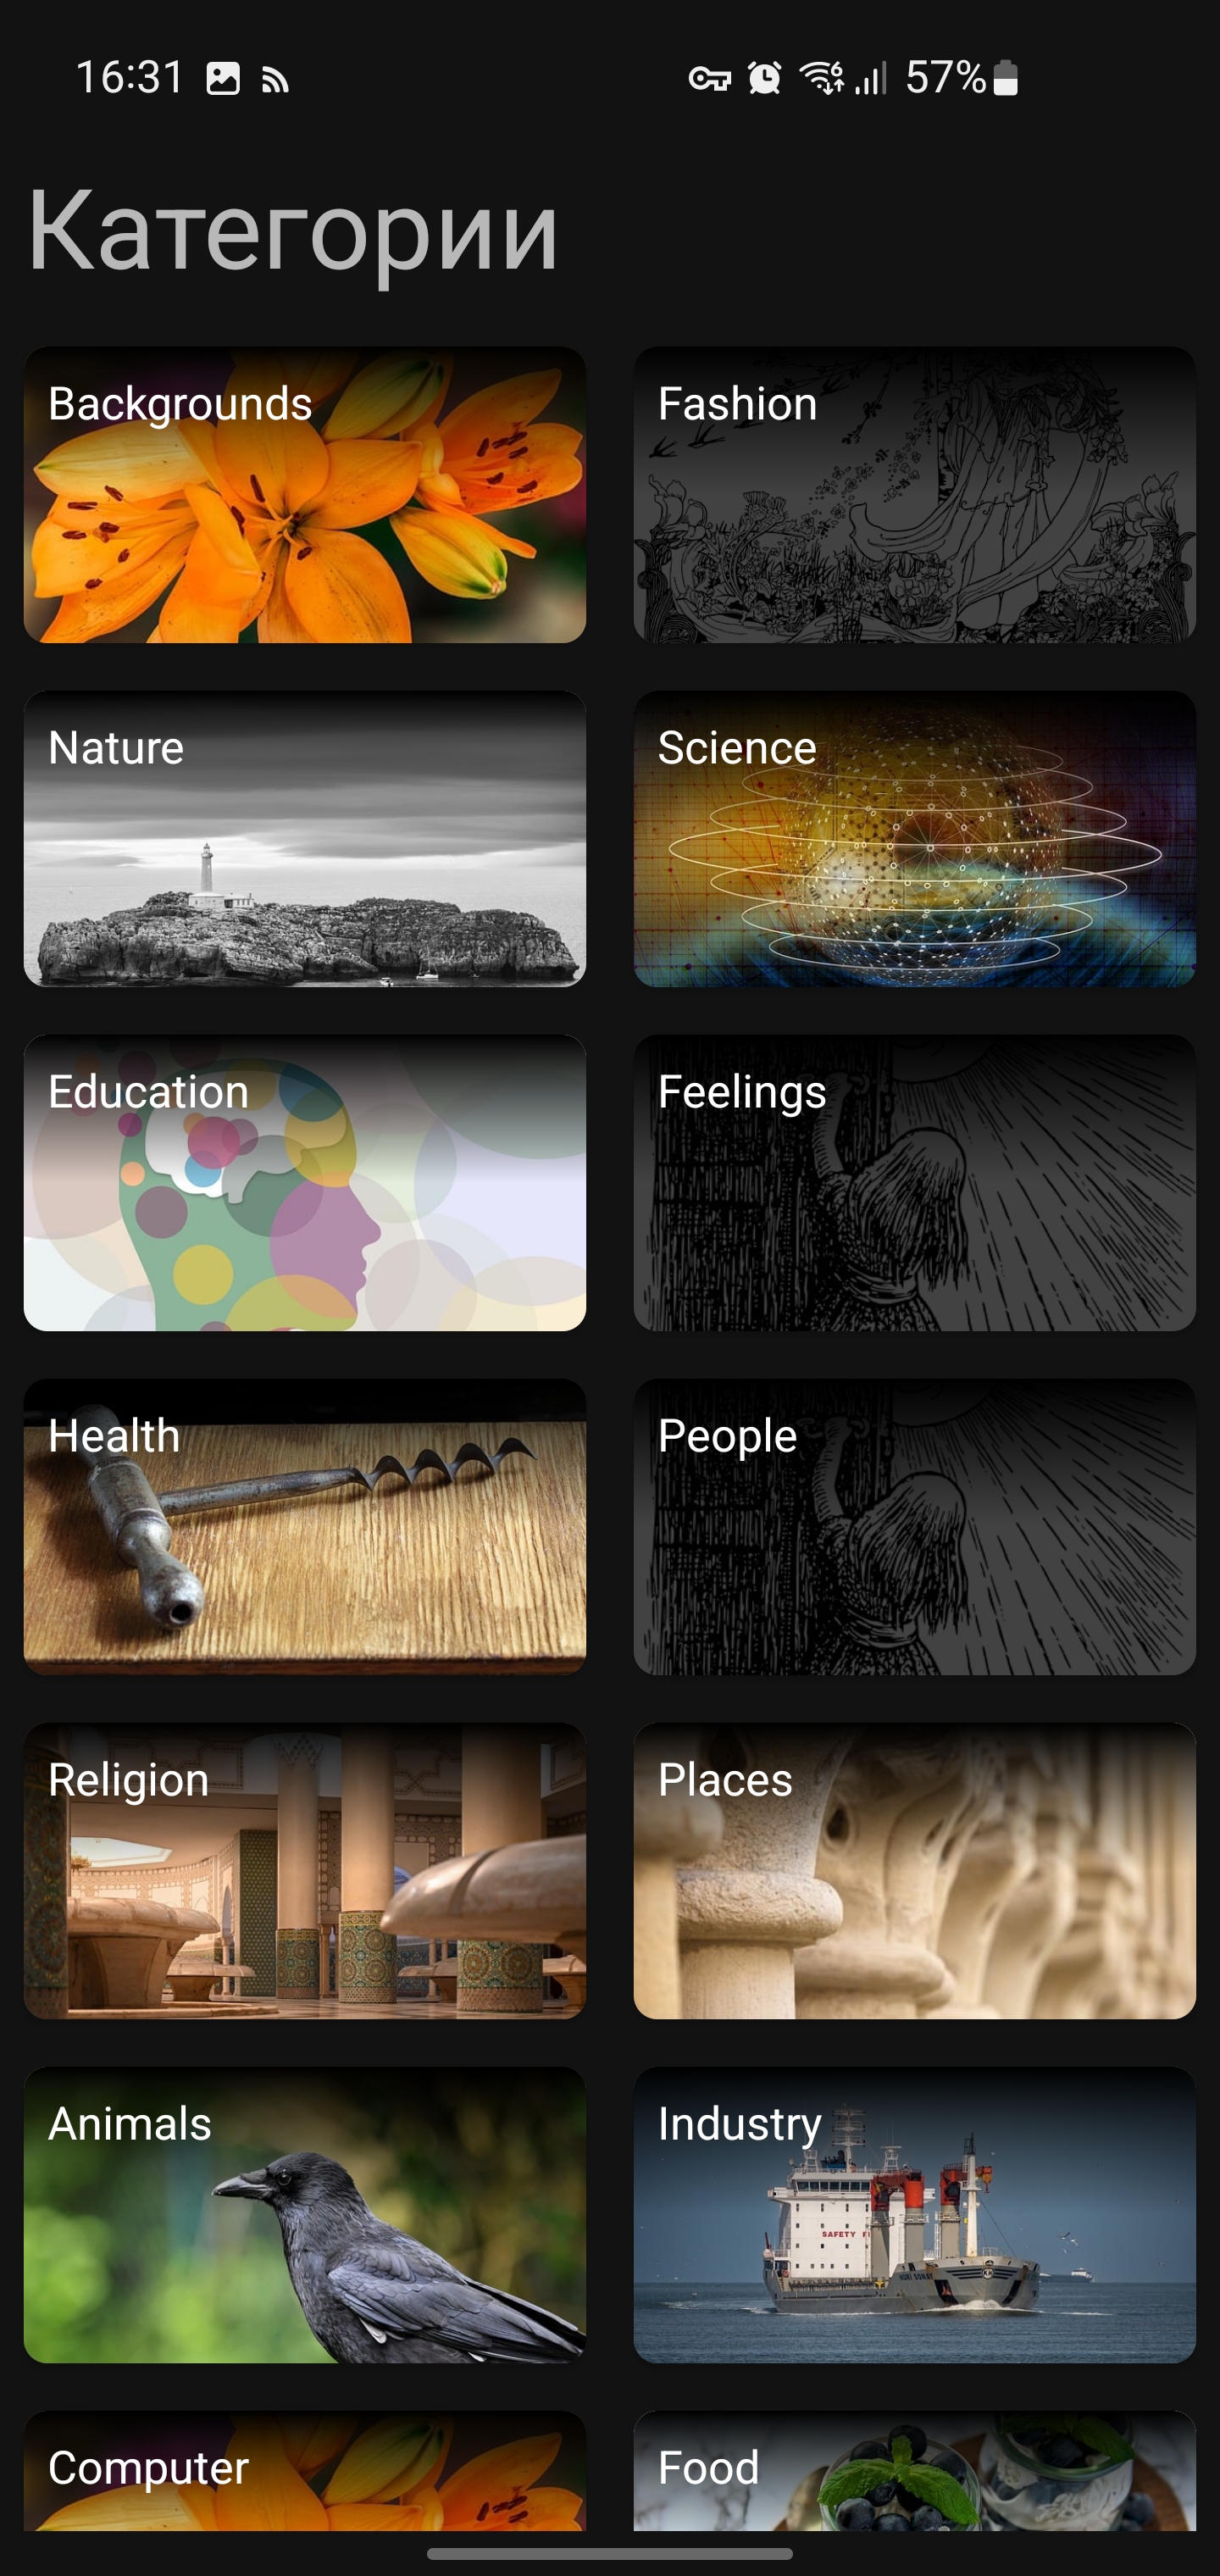 16:31 57%
Категории
Backgrounds Fashion
Nature Science
Education Feelings
Health People
Religion Places
Animals Industry
SAFETY
Computer Food